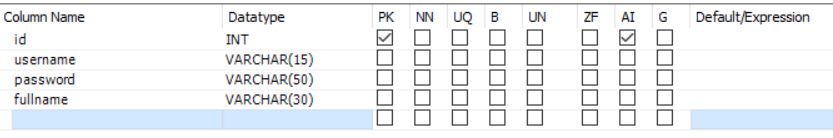 Column Name Datatype PK NN UQ B UN ZF AI G Default/Expression
id INT
username VARCHAR(15)
password VARCHAR(50)
fullname VARCHAR(30)